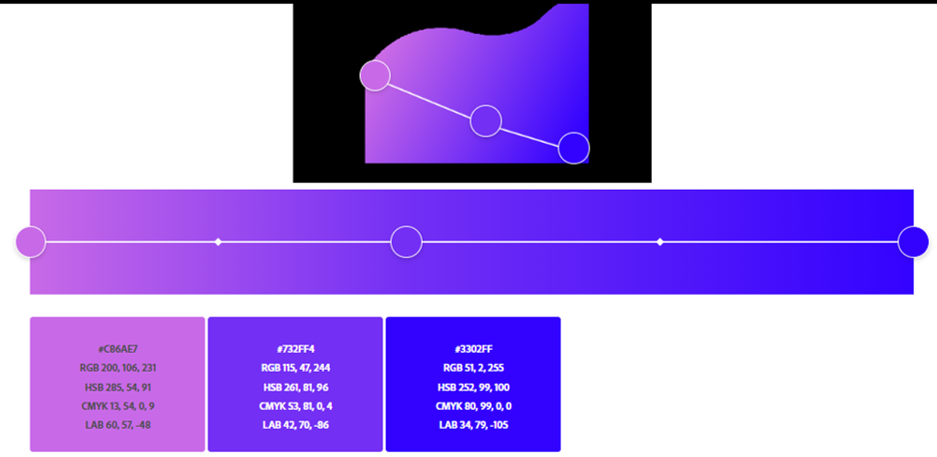 #C86AE7
RGB 200, 106, 231
HSB 285, 54, 91
CMYK 13, 54, 0, 9
LAB 60, 57, -48
#732FF4
RGB 115, 47, 244
HSB 261, 81, 96
CMYK 53, 81, 0, 4
LAB 42, 70, -86
#3302FF
RGB 51, 2, 255
HSB 252, 99, 100
CMYK 80, 99, 0, 0
LAB 34, 79, -105